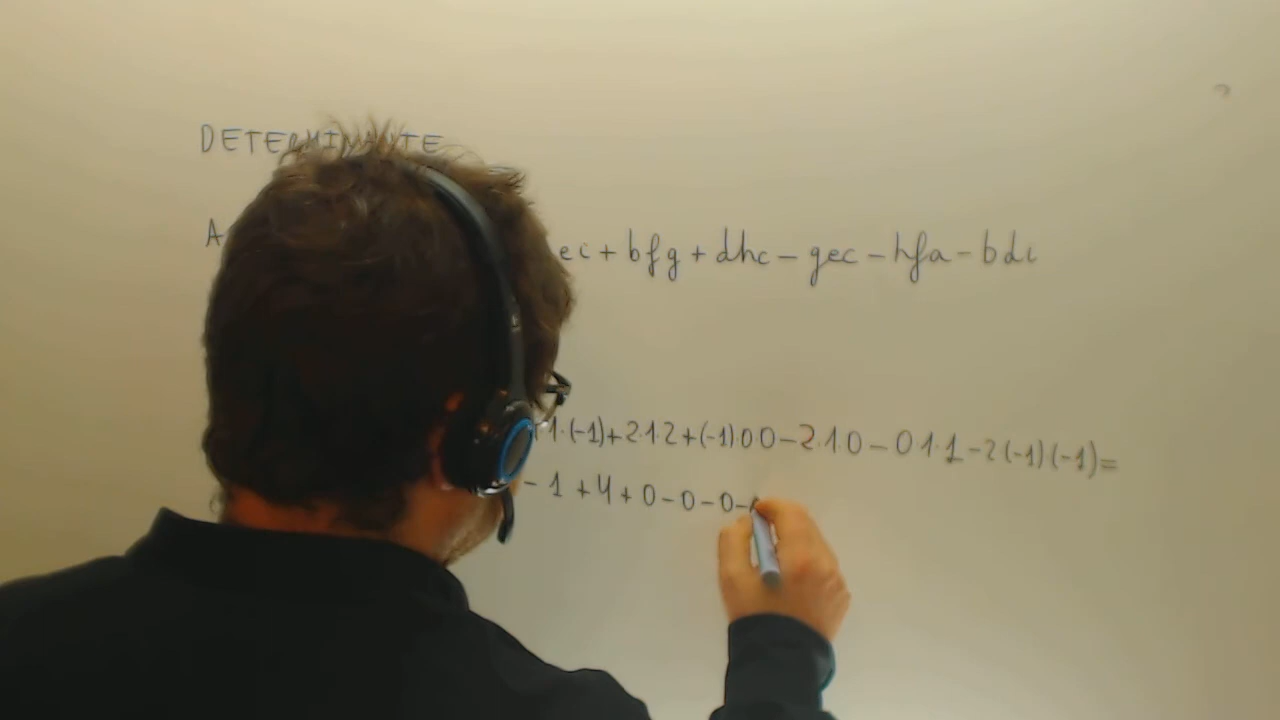 DETERMINANTE
A
ei + bfg + dhc - gec - hfa - bdi
1·(-1)+2·1·2+(-1)·0·0-2·1·0-0·1·1-2(-1)(-1)=
-1+4+0-0-0-